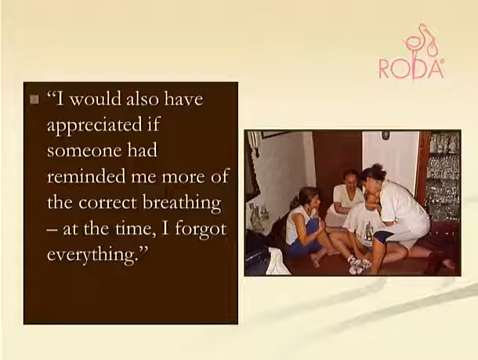 RODA®
“I would also have
appreciated if
someone had
reminded me more of
the correct breathing
– at the time, I forgot
everything.”